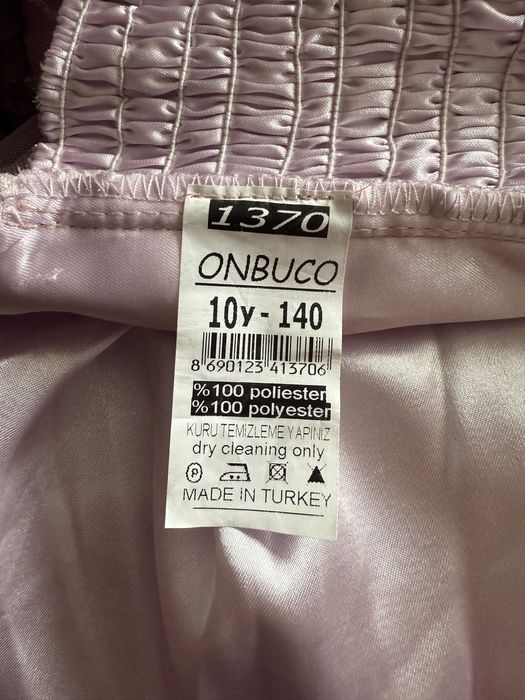 1370
ONBUCO
10y - 140
8 690123 413706
%100 poliester
%100 polyester
KURU TEMIZLEME YAPINIZ
dry cleaning only
P
MADE IN TURKEY